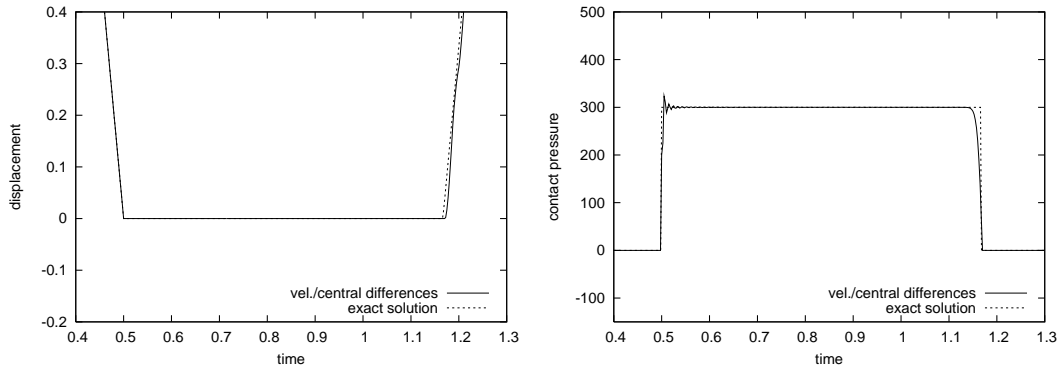 0.4
0.3
0.2
0.1
0
-0.1
-0.2
displacement
vel./central differences
exact solution
0.4 0.5 0.6 0.7 0.8 0.9 1 1.1 1.2 1.3
time
500
400
300
200
100
0
-100
contact pressure
vel./central differences
exact solution
0.4 0.5 0.6 0.7 0.8 0.9 1 1.1 1.2 1.3
time